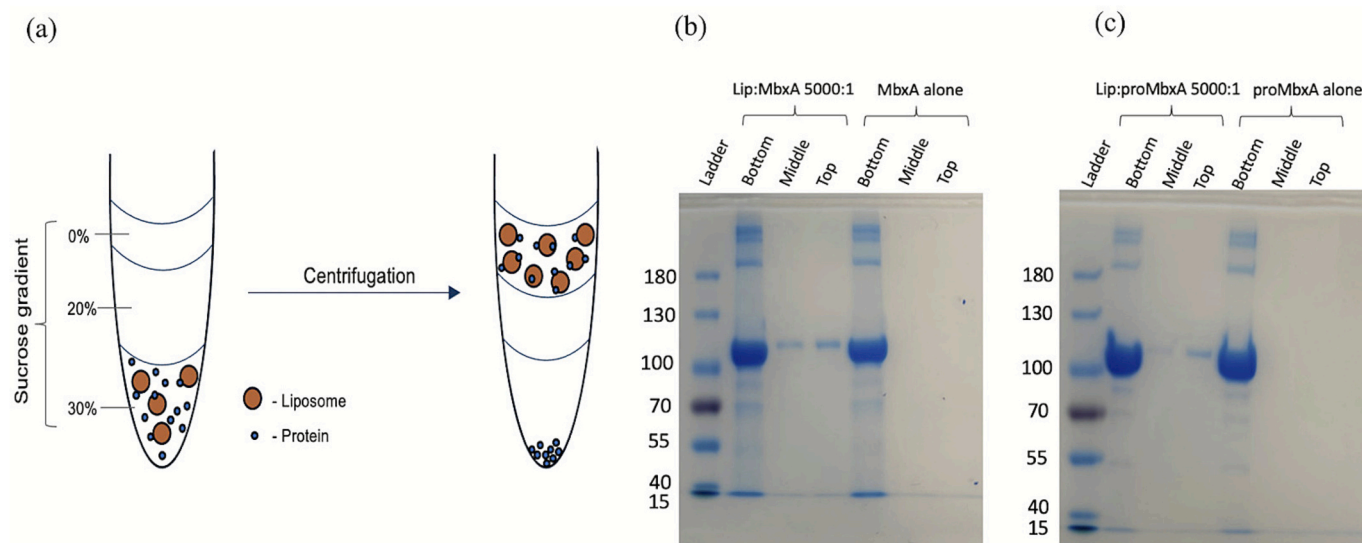 (a)
Sucrose gradient
0%
20%
30%
Centrifugation
- Liposome
- Protein
(b)
Lip:MbxA 5000:1 MbxA alone
Ladder Bottom Middle Top Bottom Middle Top
180
130
100
70
55
40
15
(c)
Lip:proMbxA 5000:1 proMbxA alone
Ladder Bottom Middle Top Bottom Middle Top
180
130
100
70
55
40
15